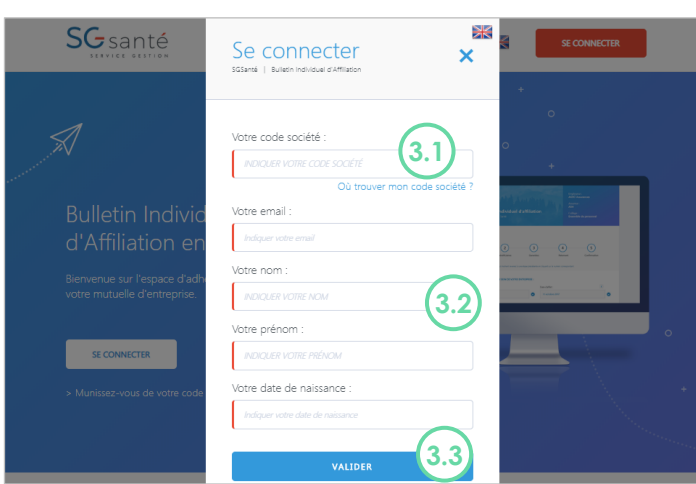 SGsanté
SERVICE GESTION
SE CONNECTER
Se connecter
SGSanté | Bulletin Individuel d'Affiliation
Votre code société :
INDIQUER VOTRE CODE SOCIÉTÉ
3.1
Où trouver mon code société ?
Votre email :
Indiquer votre email
Votre nom :
INDIQUER VOTRE NOM
3.2
Votre prénom :
INDIQUER VOTRE PRÉNOM
Votre date de naissance :
Indiquer votre date de naissance
VALIDER
3.3
Bulletin Individ
d'Affiliation en
Bienvenue sur l'espace d'adh
votre mutuelle d'entreprise.
SE CONNECTER
> Munissez-vous de votre code